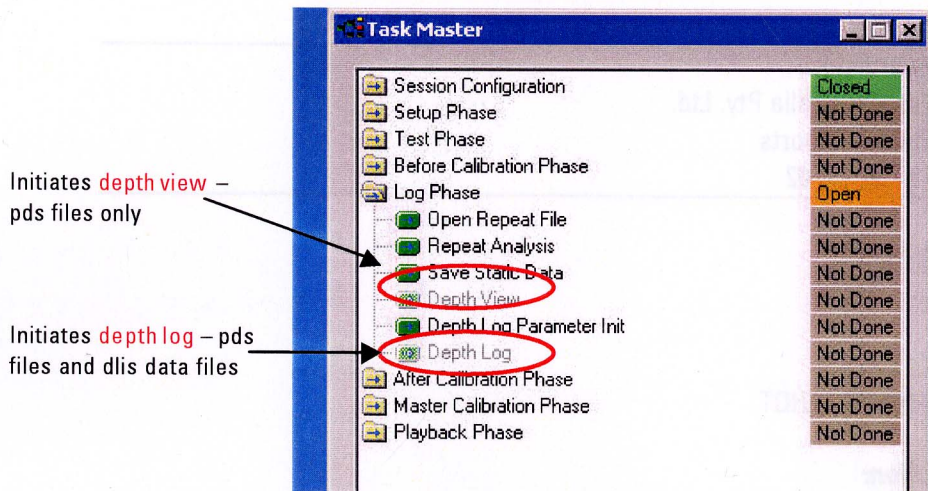 Task Master
Session Configuration Closed
Setup Phase Not Done
Test Phase Not Done
Before Calibration Phase Not Done
Log Phase Open
Open Repeat File Not Done
Repeat Analysis Not Done
Save Static Data Not Done
Depth View Not Done
Depth Log Parameter Init Not Done
Depth Log Not Done
After Calibration Phase Not Done
Master Calibration Phase Not Done
Playback Phase Not Done
Initiates depth view –
pds files only
Initiates depth log – pds
files and dlis data files